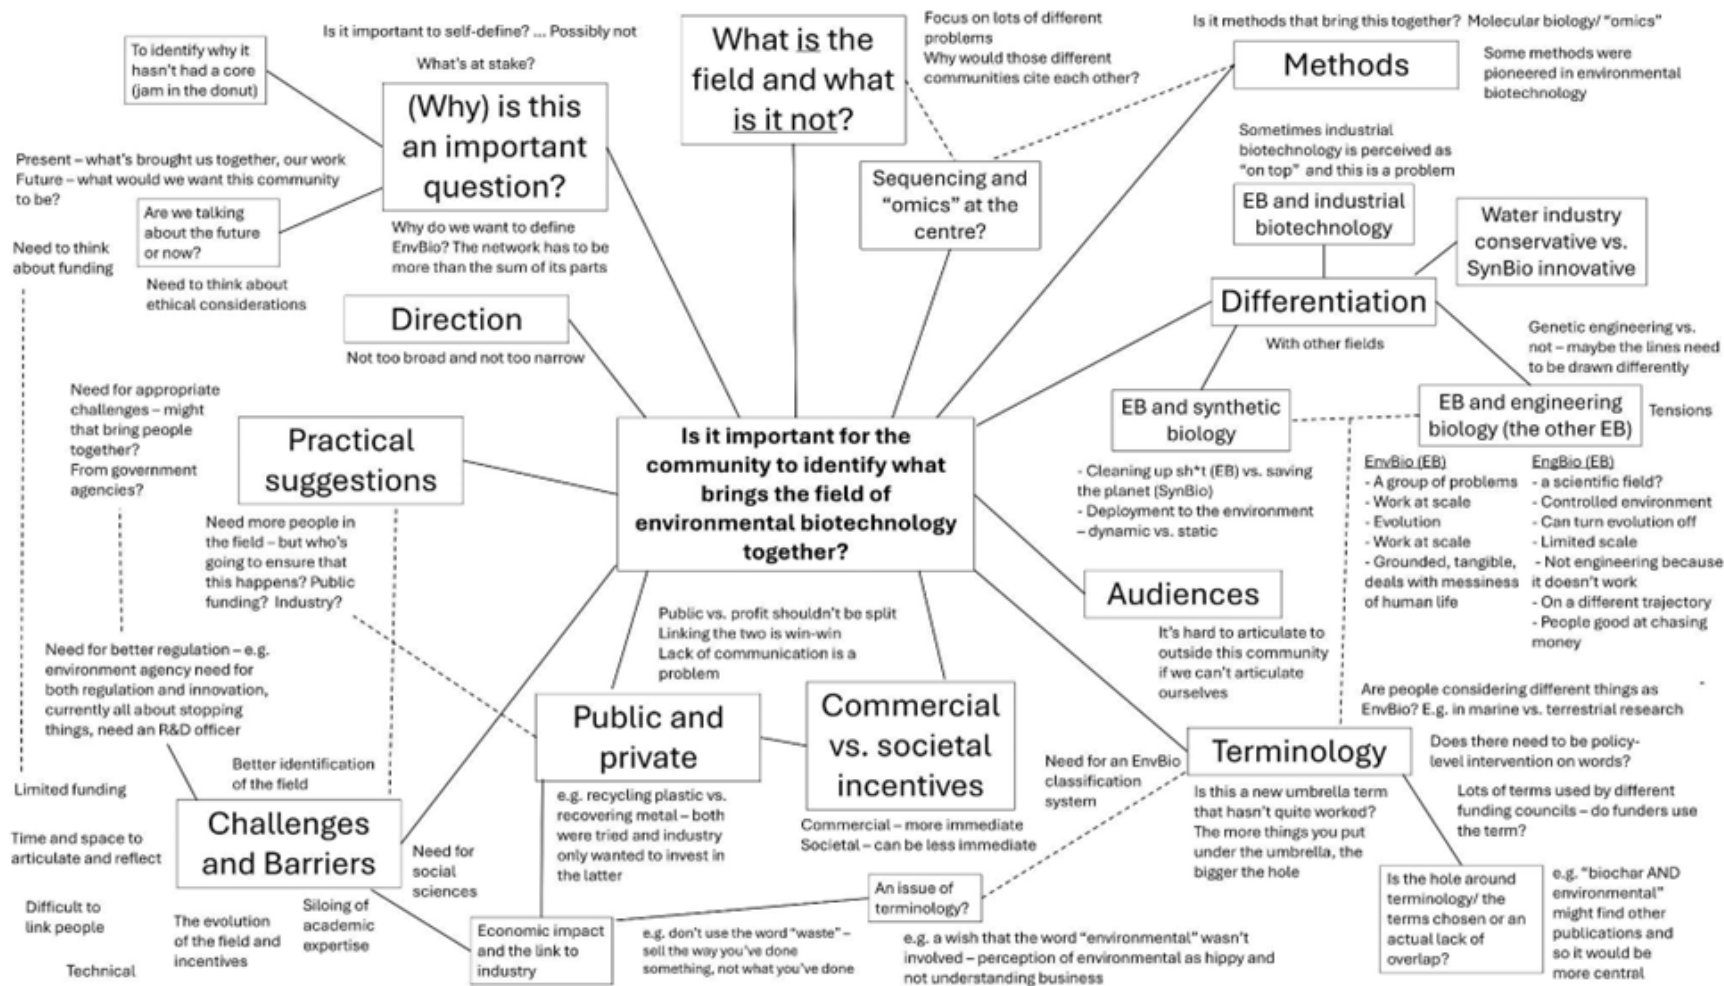 Is it important to self-define? ... Possibly not
What's at stake?
To identify why it
hasn't had a core
(jam in the donut)
(Why) is this
an important
question?
Present – what's brought us together, our work
Future – what would we want this community
to be?
Are we talking
about the future
or now?
Why do we want to define
EnvBio? The network has to be
more than the sum of its parts
Need to think
about funding
Need to think about
ethical considerations
What is the
field and what
is it not?
Focus on lots of different
problems
Why would those different
communities cite each other?
Sequencing and
"omics" at the
centre?
Is it methods that bring this together? Molecular biology/ "omics"
Methods
Some methods were
pioneered in environmental
biotechnology
Sometimes industrial
biotechnology is perceived as
"on top" and this is a problem
EB and industrial
biotechnology
Water industry
conservative vs.
SynBio innovative
Differentiation
With other fields
Genetic engineering vs.
not – maybe the lines need
to be drawn differently
EB and synthetic
biology
EB and engineering
biology (the other EB)
Tensions
- Cleaning up sh*t (EB) vs. saving
the planet (SynBio)
- Deployment to the environment
– dynamic vs. static
EnvBio (EB)
- A group of problems
- Work at scale
- Evolution
- Work at scale
- Grounded, tangible,
deals with messiness
of human life
EngBio (EB)
- a scientific field?
- Controlled environment
- Can turn evolution off
- Limited scale
- Not engineering because
it doesn't work
- On a different trajectory
- People good at chasing
money
Direction
Not too broad and not too narrow
Is it important for the
community to identify what
brings the field of
environmental biotechnology
together?
Need for appropriate
challenges – might
that bring people
together?
From government
agencies?
Practical
suggestions
Need more people in
the field – but who's
going to ensure that
this happens? Public
funding? Industry?
Audiences
It's hard to articulate to
outside this community
if we can't articulate
ourselves
Need for better regulation – e.g.
environment agency need for
both regulation and innovation,
currently all about stopping
things, need an R&D officer
Better identification
of the field
Limited funding
Time and space to
articulate and reflect
Challenges
and Barriers
Need for
social
sciences
Difficult to
link people
The evolution
of the field and
incentives
Siloing of
academic
expertise
Technical
Public vs. profit shouldn't be split
Linking the two is win-win
Lack of communication is a
problem
Public and
private
e.g. recycling plastic vs.
recovering metal – both
were tried and industry
only wanted to invest in
the latter
Commercial
vs. societal
incentives
Commercial – more immediate
Societal – can be less immediate
Economic impact
and the link to
industry
e.g. don't use the word "waste" –
sell the way you've done
something, not what you've done
An issue of
terminology?
e.g. a wish that the word "environmental" wasn't
involved – perception of environmental as hippy and
not understanding business
Need for an EnvBio
classification
system
Are people considering different things as
EnvBio? E.g. in marine vs. terrestrial research
Terminology
Does there need to be policy-
level intervention on words?
Is this a new umbrella term
that hasn't quite worked?
The more things you put
under the umbrella, the
bigger the hole
Lots of terms used by different
funding councils – do funders use
the term?
Is the hole around
terminology/ the
terms chosen or an
actual lack of
overlap?
e.g. "biochar AND
environmental"
might find other
publications and
so it would be
more central